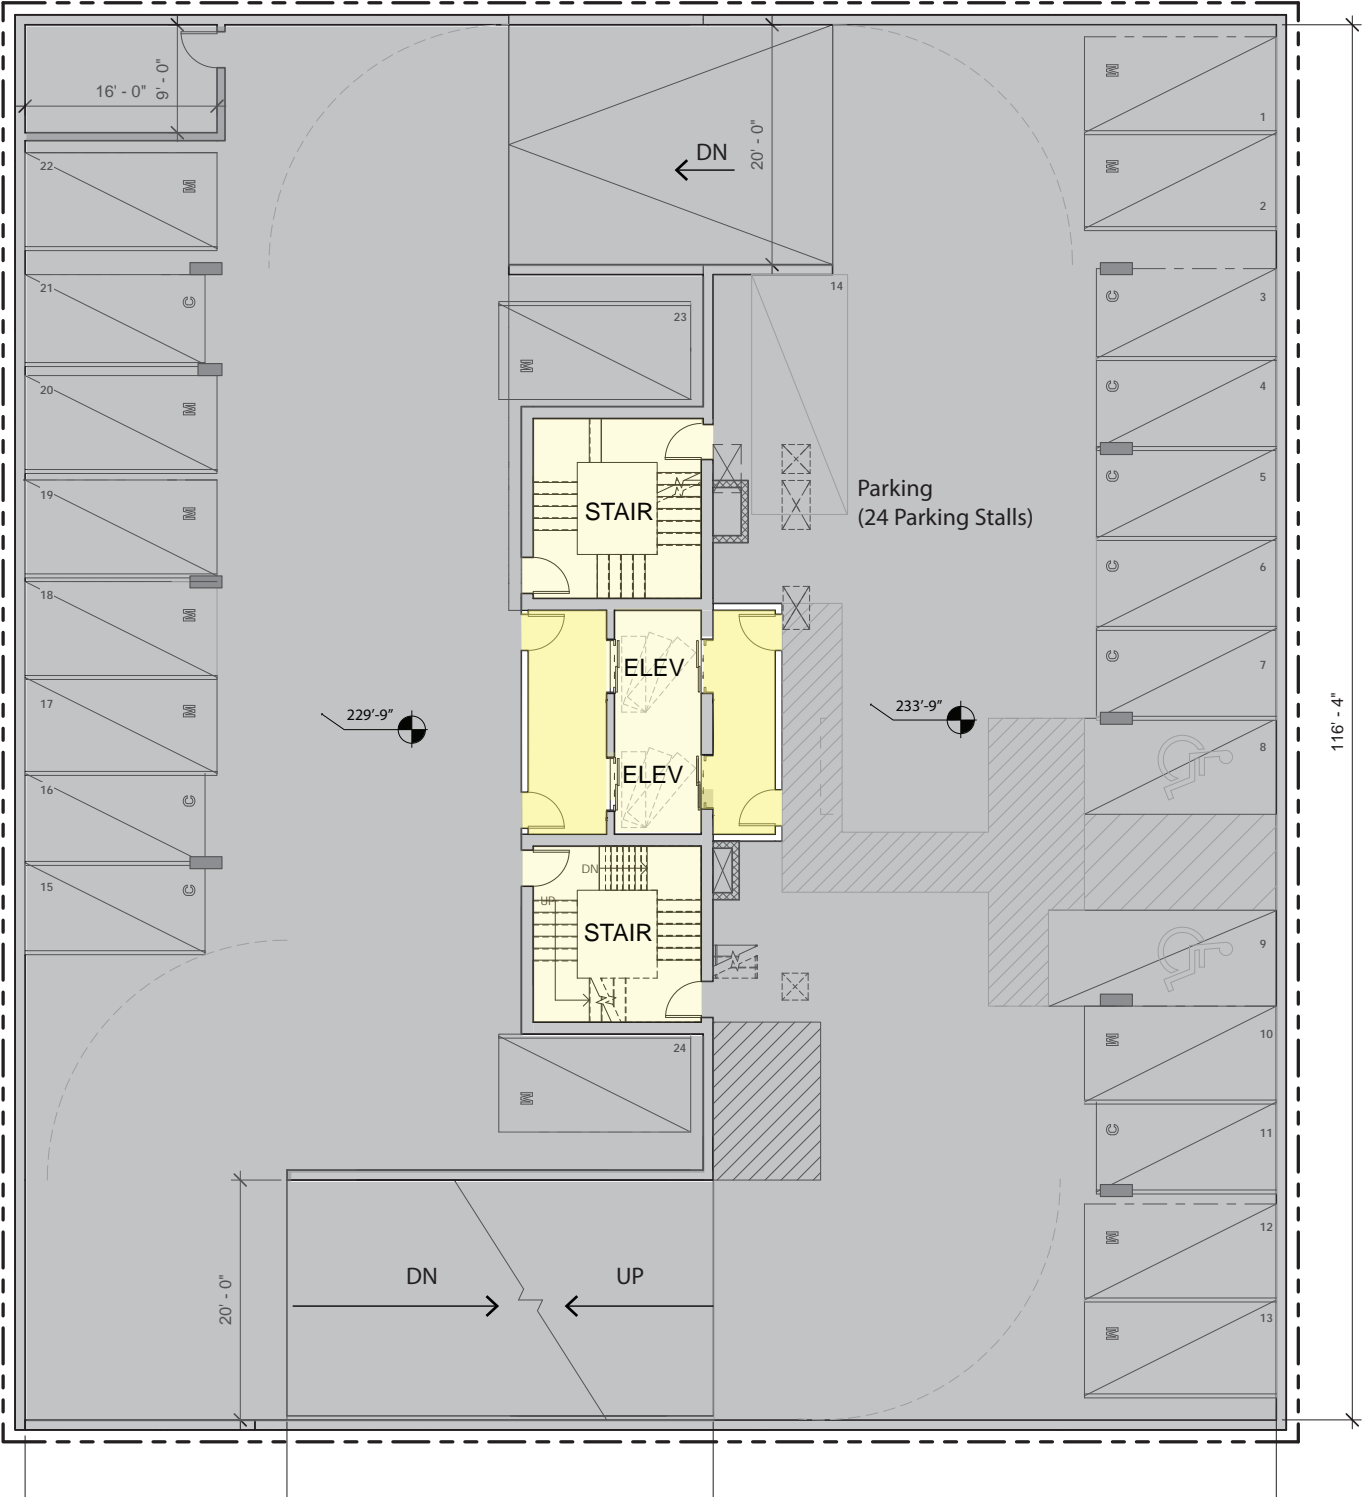 16' - 0"
9' - 0"
DN
20' - 0"
M
1
M
2
22
M
21
C
20
M
19
M
18
M
17
M
16
C
15
C
23
M
14
STAIR
Parking
(24 Parking Stalls)
C
3
C
4
C
5
C
6
C
7
ELEV
ELEV
229'-9"
233'-9"
116' - 4"
8
9
DN
UP
STAIR
24
M
M
10
C
11
M
12
M
13
20' - 0"
DN
UP